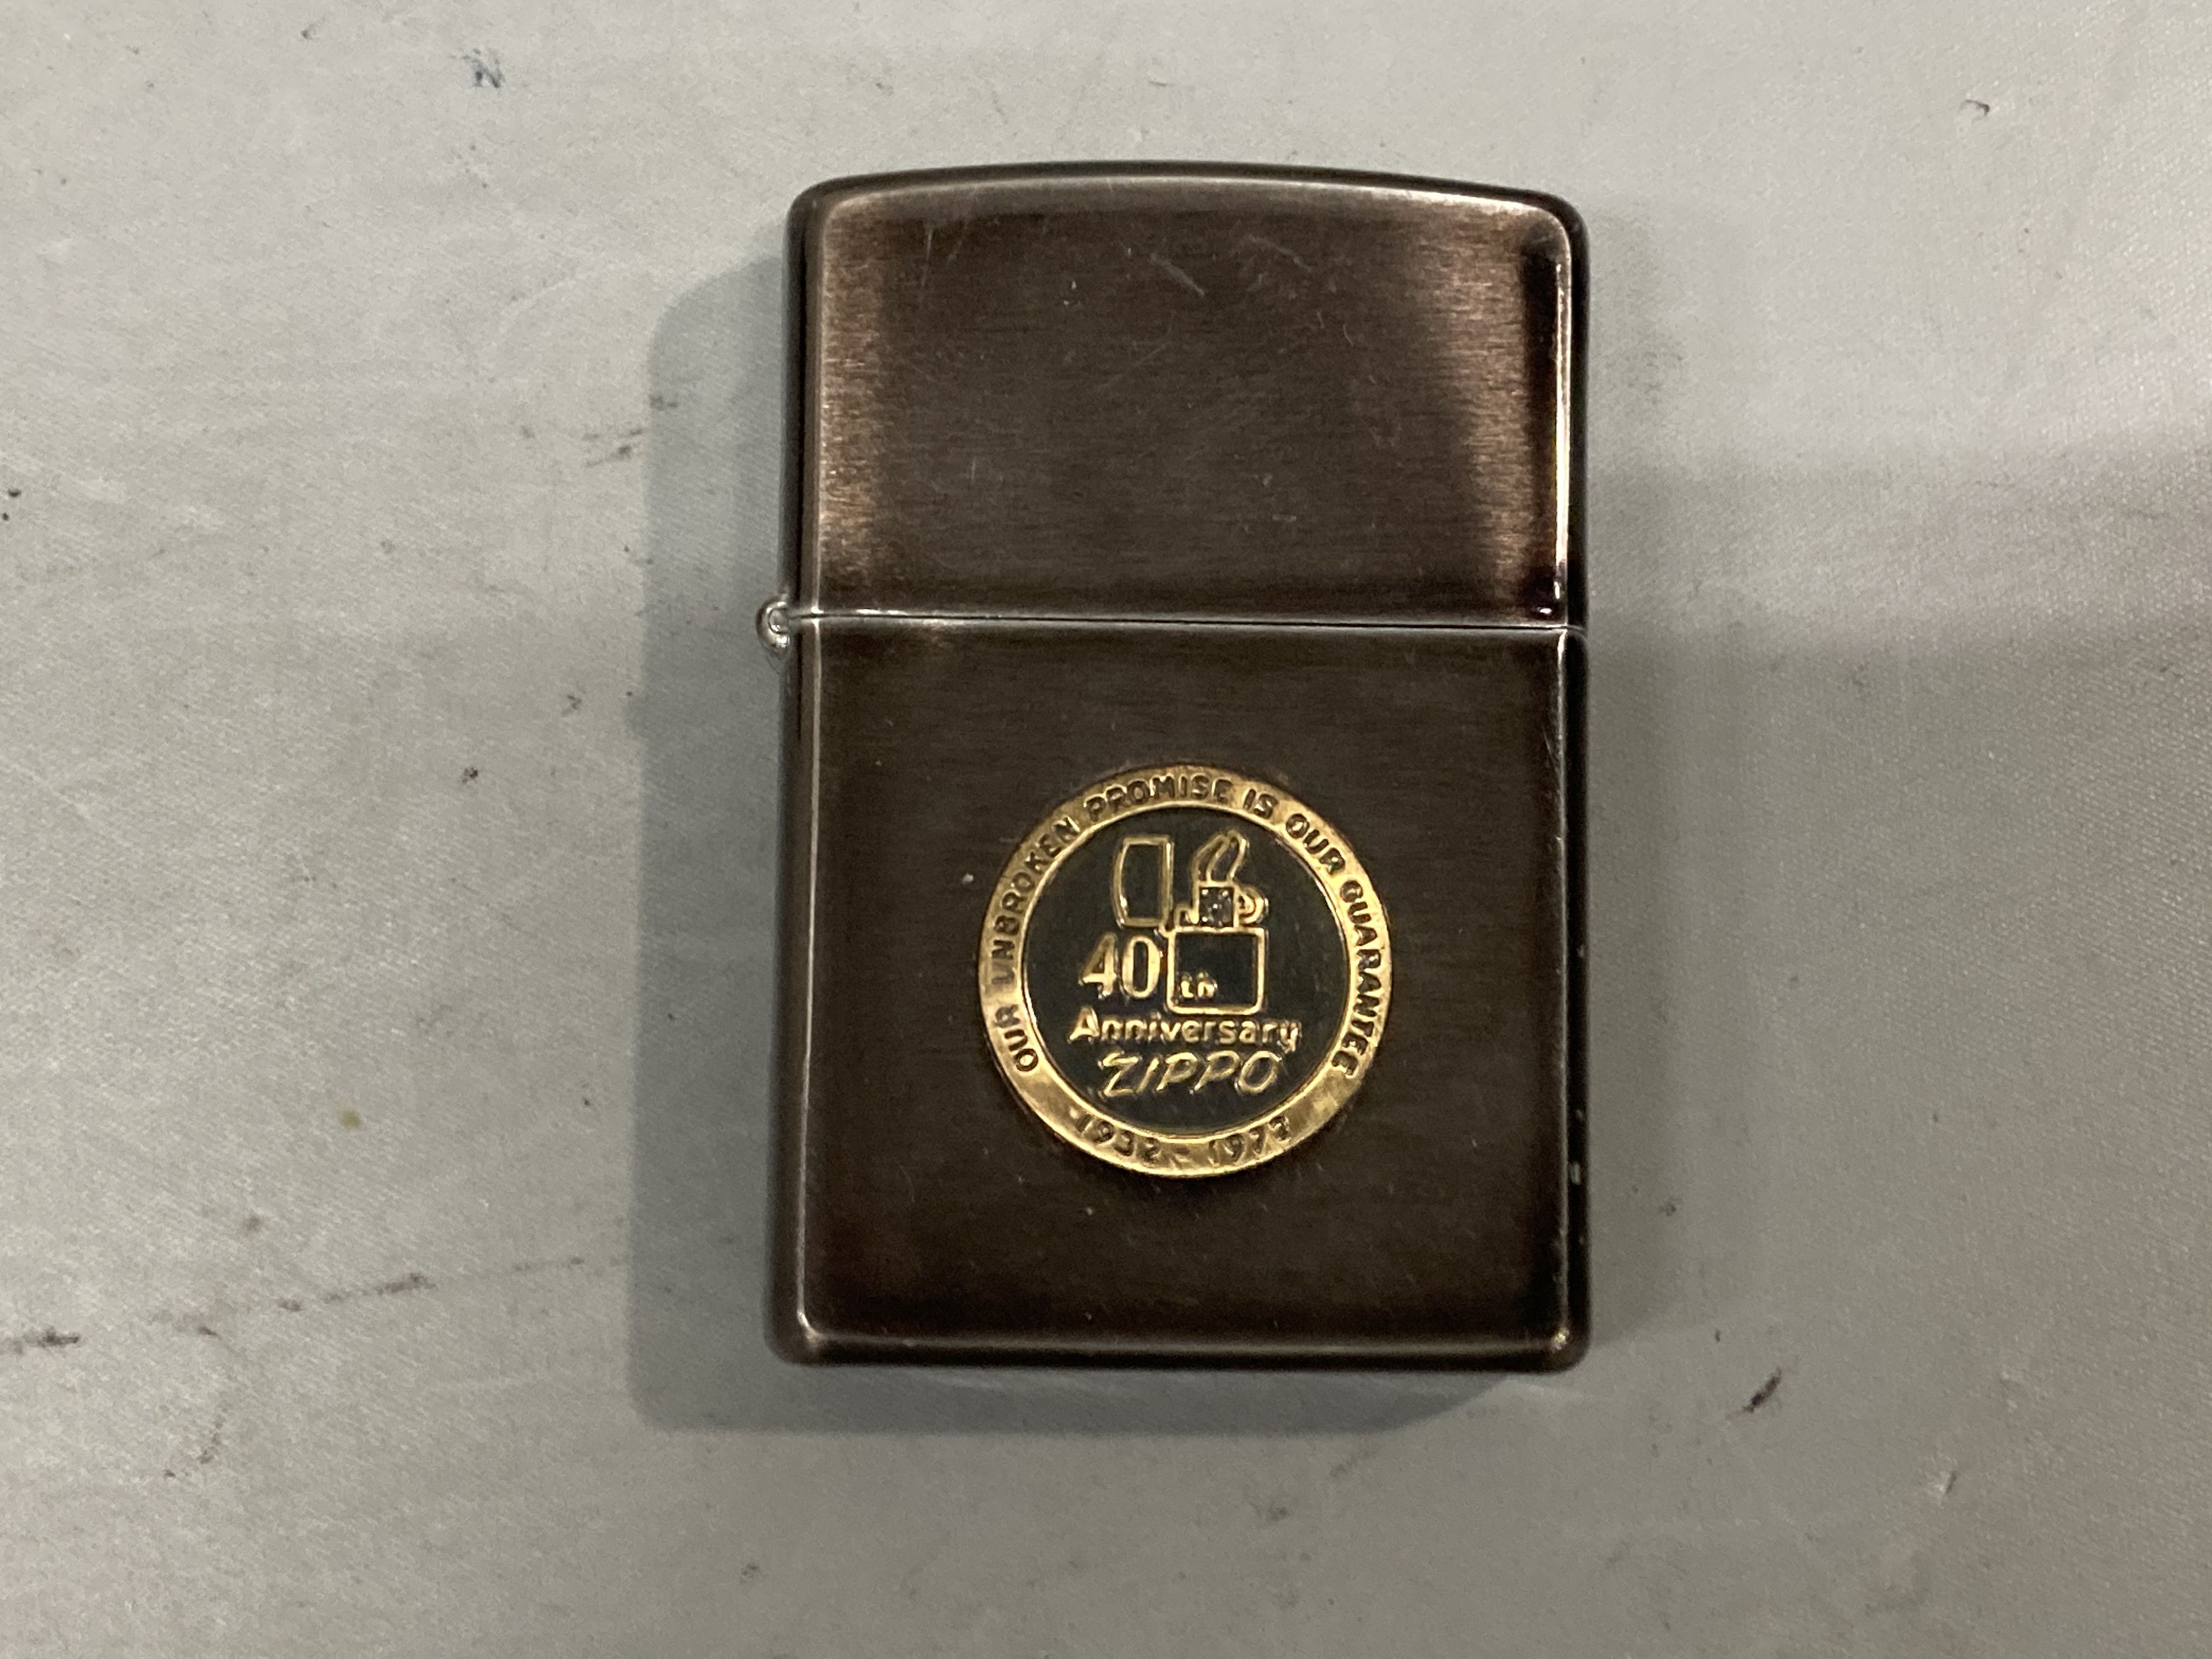 OUR UNBROKEN PROMISE IS OUR GUARANTEE
40th
Anniversary
ZIPPO
1932-1972